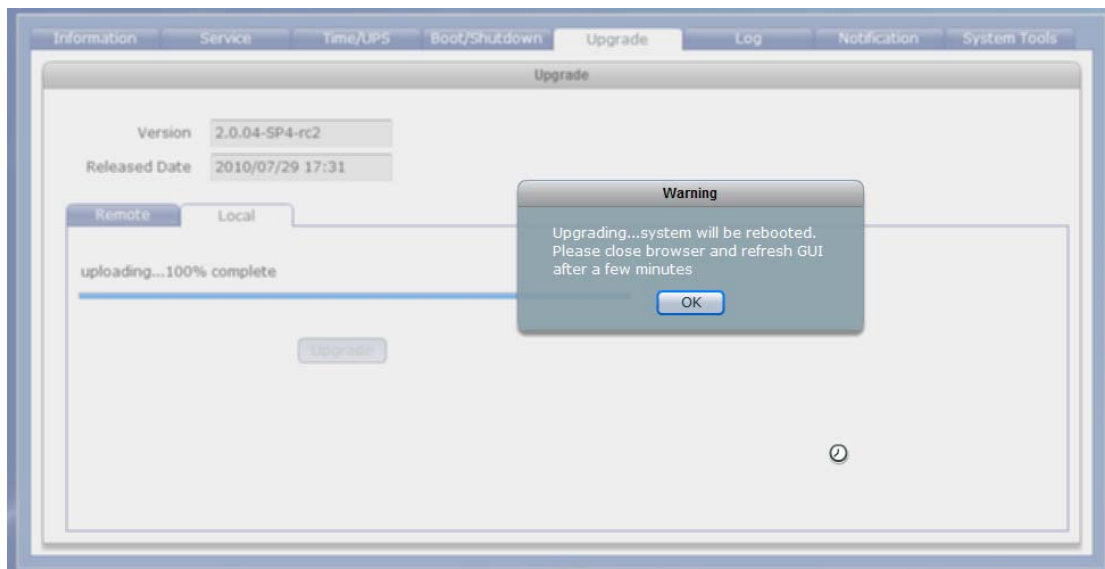 Information Service Time/UPS Boot/Shutdown Upgrade Log Notification System Tools
Upgrade
Version 2.0.04-SP4-rc2
Released Date 2010/07/29 17:31
Remote Local
uploading...100% complete
Upgrade
Warning
Upgrading...system will be rebooted.
Please close browser and refresh GUI
after a few minutes
OK